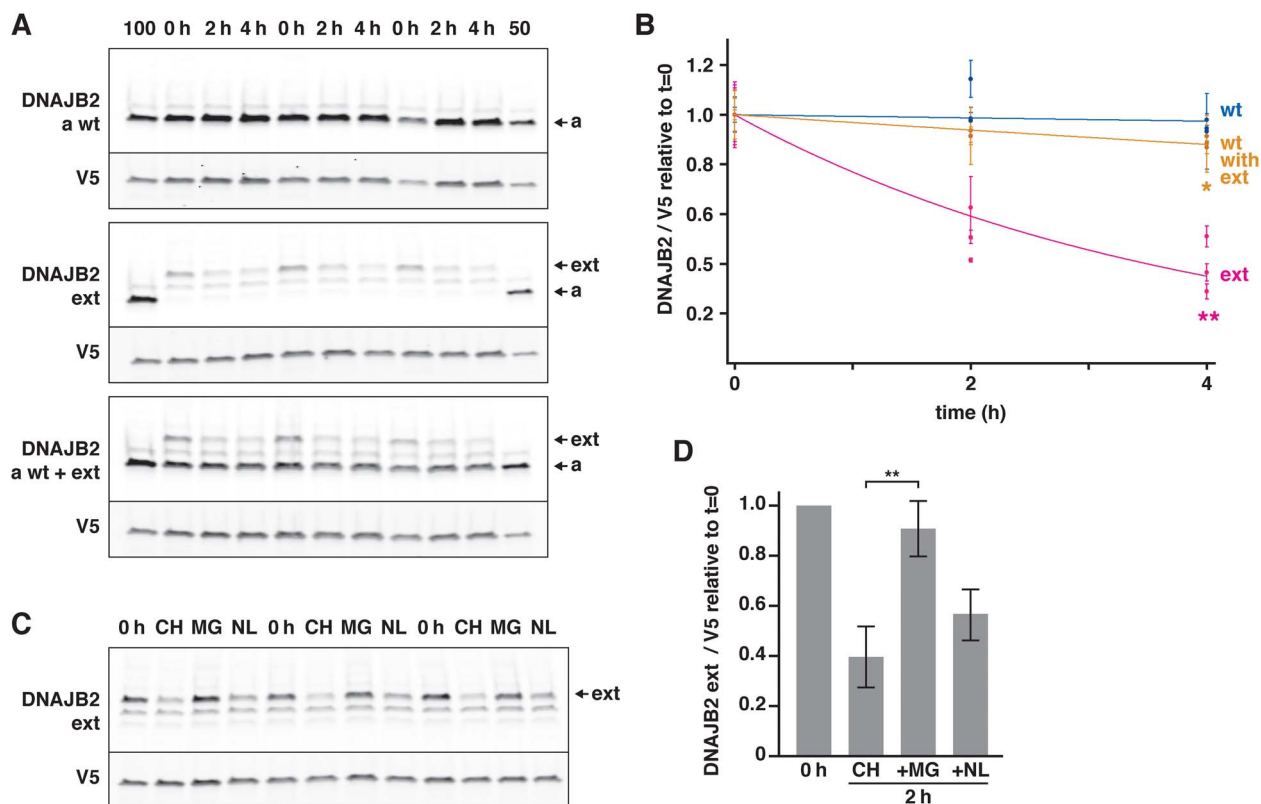 A
100 0 h 2 h 4 h 0 h 2 h 4 h 0 h 2 h 4 h 50
DNAJB2
a wt
a
V5
DNAJB2
ext
ext
a
V5
DNAJB2
a wt + ext
ext
a
V5
B
DNAJB2 / V5 relative to t=0
1.2
1.0
0.8
0.6
0.5
0.2
0
2
4
time (h)
wt
wt
with
ext
*
ext
**
C
0 h CH MG NL 0 h CH MG NL 0 h CH MG NL
DNAJB2
ext
ext
V5
D
DNAJB2 ext / V5 relative to t=0
1.0
0.8
0.6
0.4
0.2
0
**
0 h CH +MG +NL
2 h